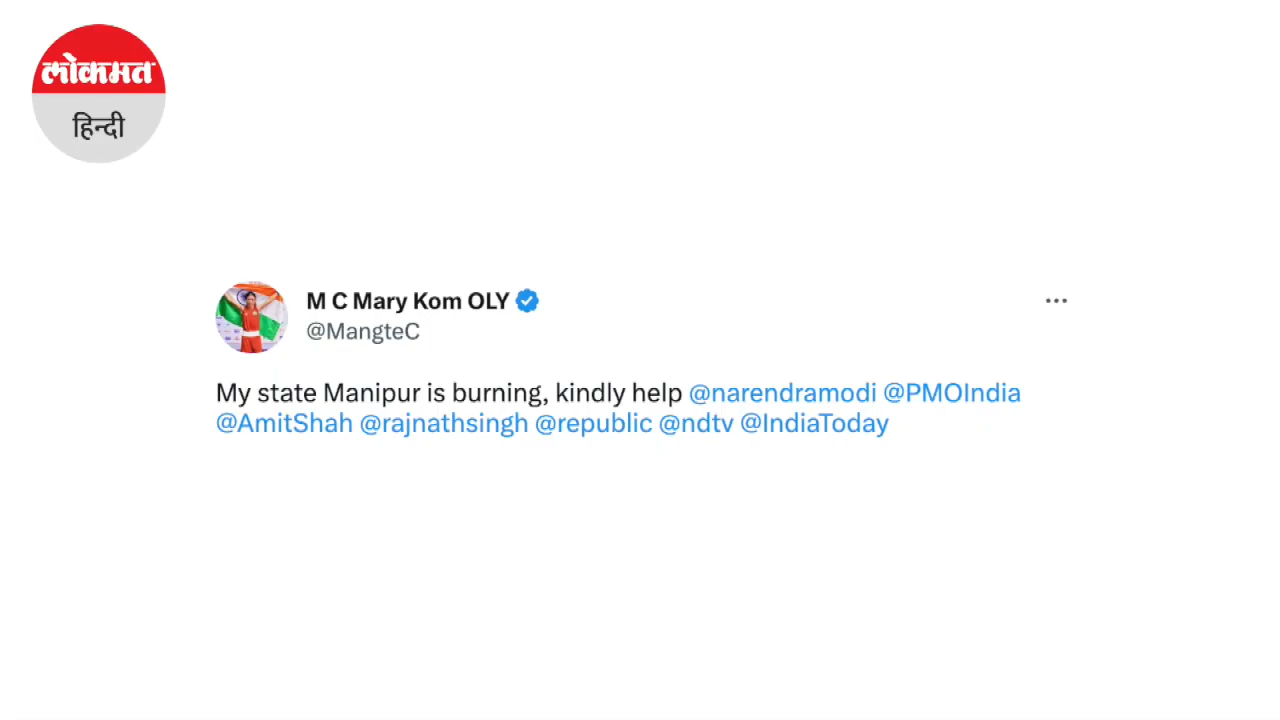 लोकमत
हिन्दी
M C Mary Kom OLY
@MangteC
My state Manipur is burning, kindly help @narendramodi @PMOIndia
@AmitShah @rajnathsingh @republic @ndtv @IndiaToday